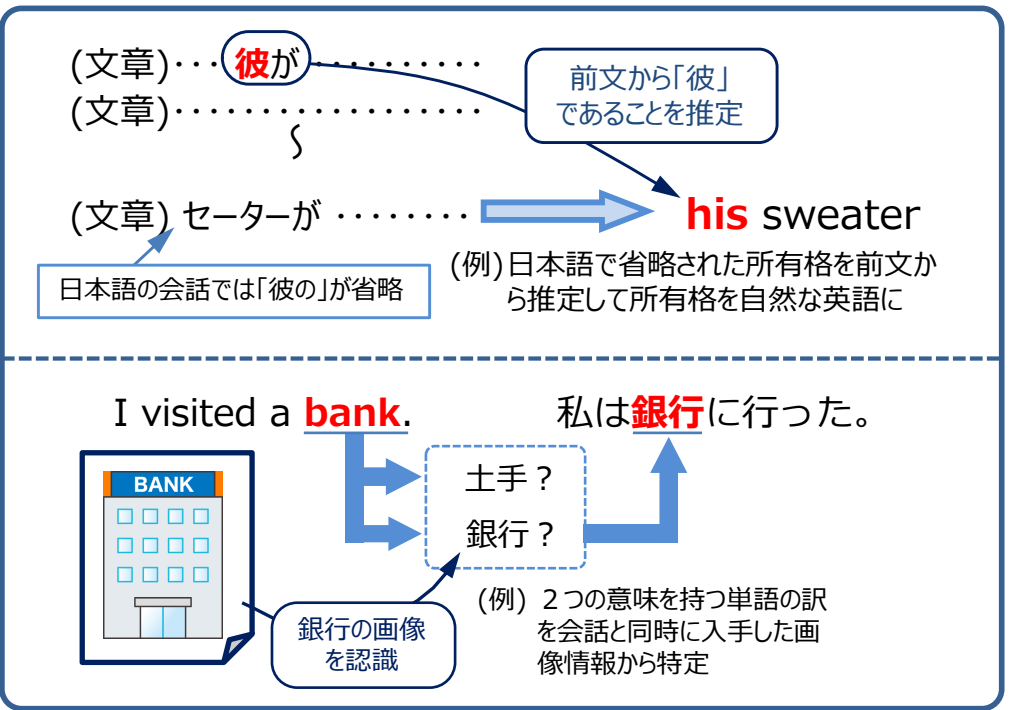 (文章)･･･彼が･･････････
前文から「彼」
であることを推定
(文章)･･････････････････
～
(文章) セーターが ････････
his sweater
日本語の会話では「彼の」が省略
(例)日本語で省略された所有格を前文か
ら推定して所有格を自然な英語に
I visited a bank.
私は銀行に行った。
BANK
土手？
銀行？
銀行の画像
を認識
(例) ２つの意味を持つ単語の訳
を会話と同時に入手した画
像情報から特定